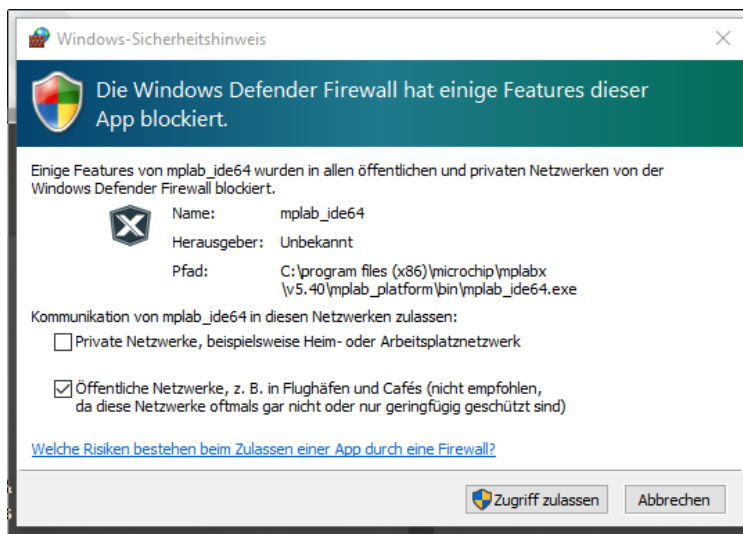 Windows-Sicherheitshinweis
Die Windows Defender Firewall hat einige Features dieser
App blockiert.
Einige Features von mplab_ide64 wurden in allen öffentlichen und privaten Netzwerken von der
Windows Defender Firewall blockiert.
Name: mplab_ide64
Herausgeber: Unbekannt
Pfad: C:\program files (x86)\microchip\mplabx
\v5.40\mplab_platform\bin\mplab_ide64.exe
Kommunikation von mplab_ide64 in diesen Netzwerken zulassen:
Private Netzwerke, beispielsweise Heim- oder Arbeitsplatznetzwerk
Öffentliche Netzwerke, z. B. in Flughäfen und Cafés (nicht empfohlen,
da diese Netzwerke oftmals gar nicht oder nur geringfügig geschützt sind)
Welche Risiken bestehen beim Zulassen einer App durch eine Firewall?
Zugriff zulassen Abbrechen